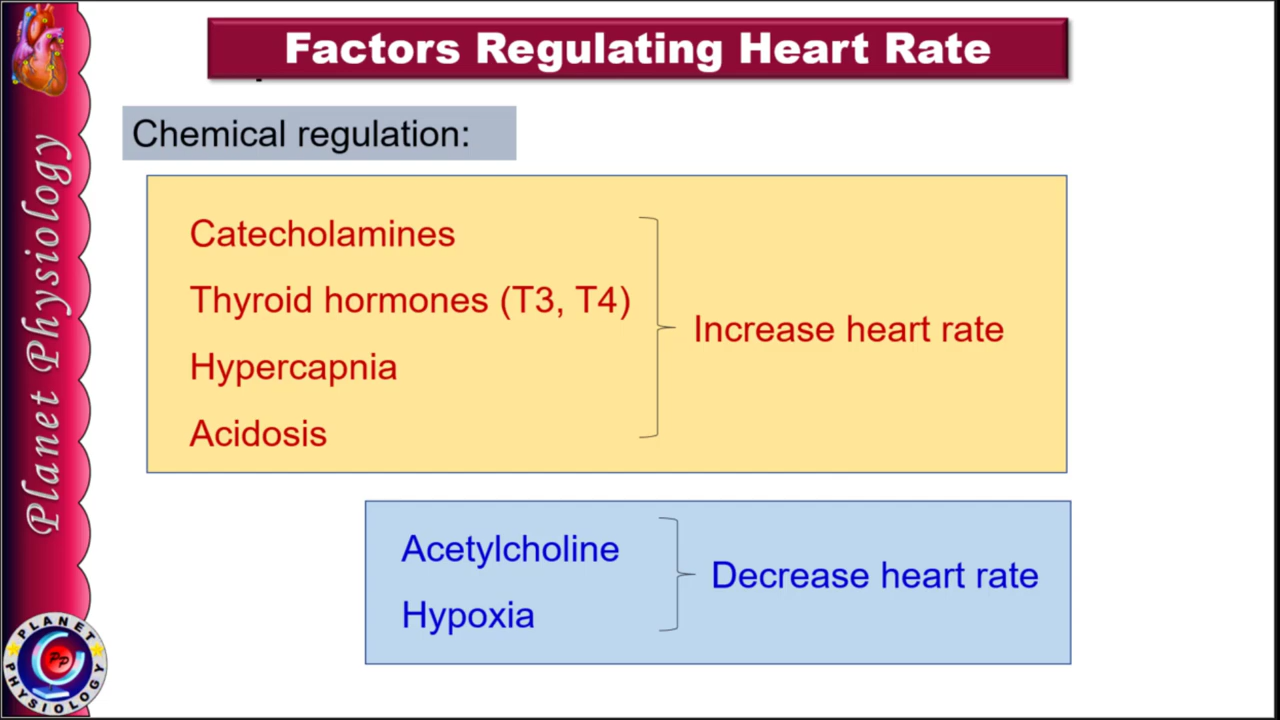 Factors Regulating Heart Rate
Chemical regulation:
Catecholamines
Thyroid hormones (T3, T4)
Hypercapnia
Acidosis
Increase heart rate
Acetylcholine
Hypoxia
Decrease heart rate
Planet Physiology
PLANET
PHYSIOLOGY
PP